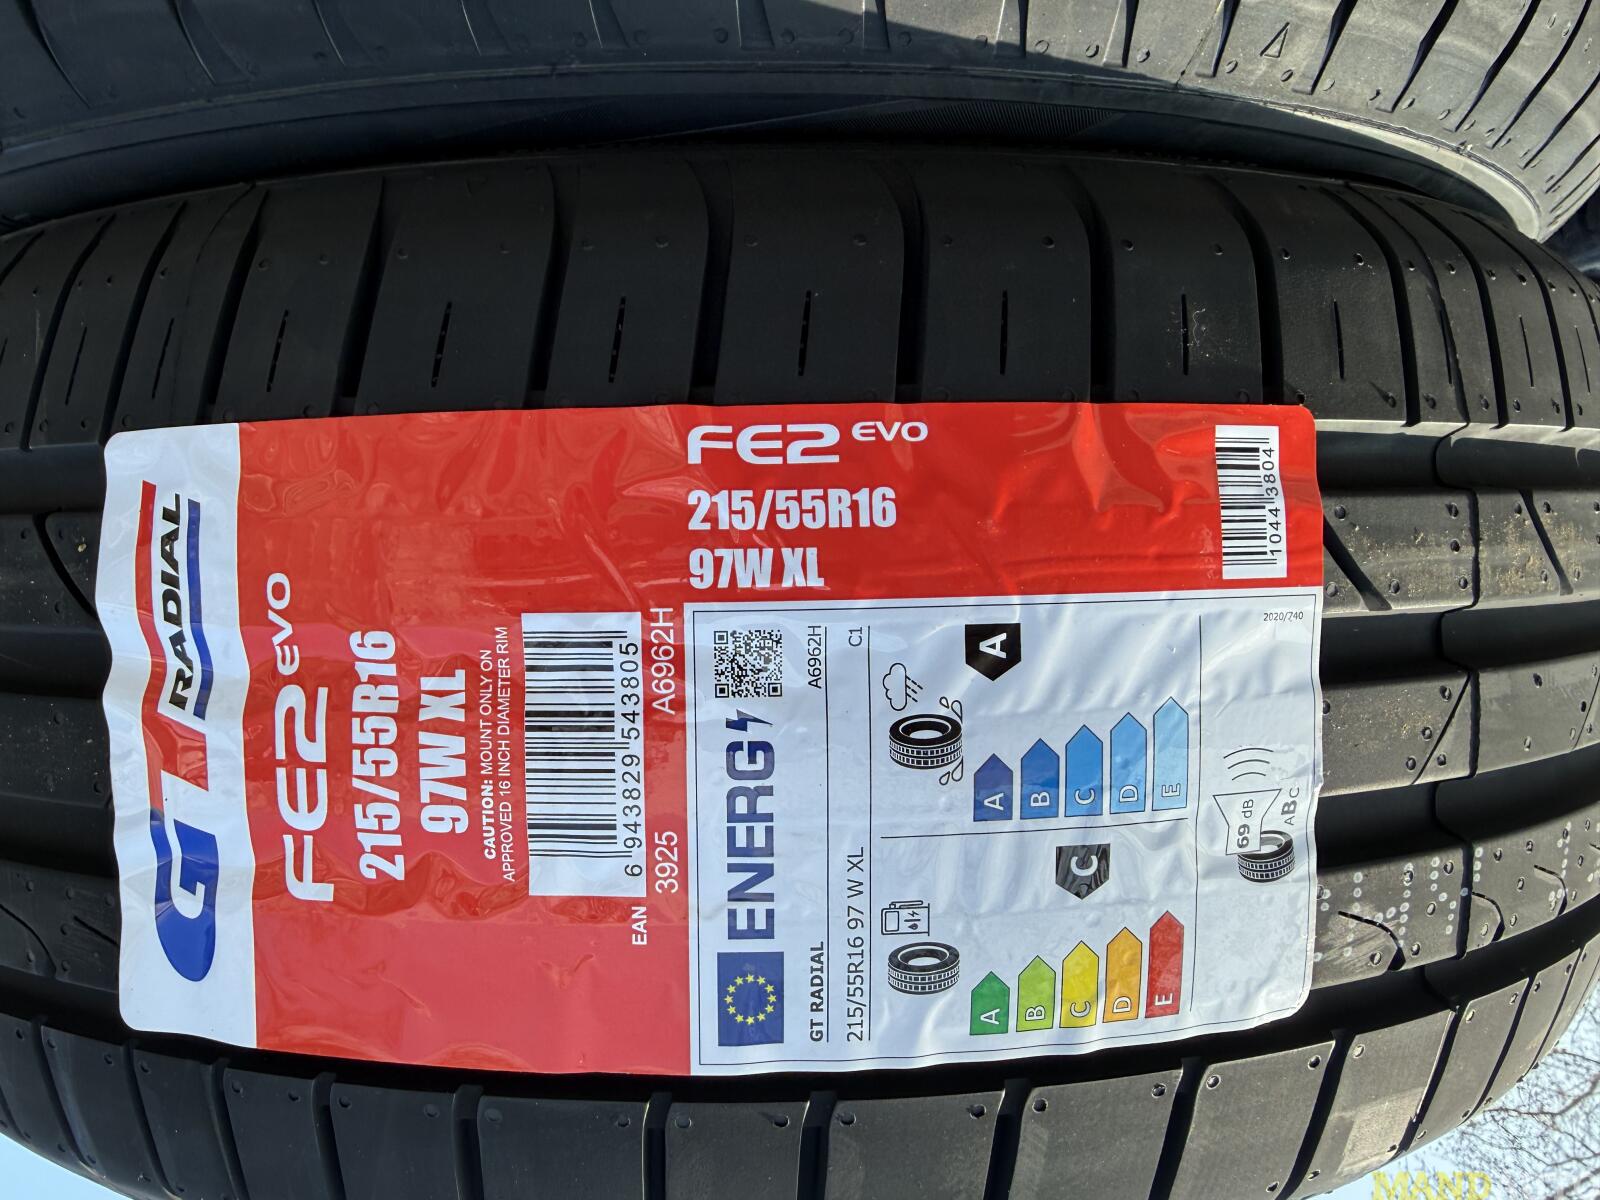 GT RADIAL
FE2 EVO
215/55R16
97W XL
CAUTION: MOUNT ONLY ON
APPROVED 16 INCH DIAMETER RIM
6 943829 543805
EAN
3925
A6962H
FE2 EVO
215/55R16
97W XL
10443804
ENERG
GT RADIAL
A6962H
215/55R16 97 W XL
C1
A
B
C
D
E
C
A
B
C
D
E
A
69 dB
ABC
2020/740